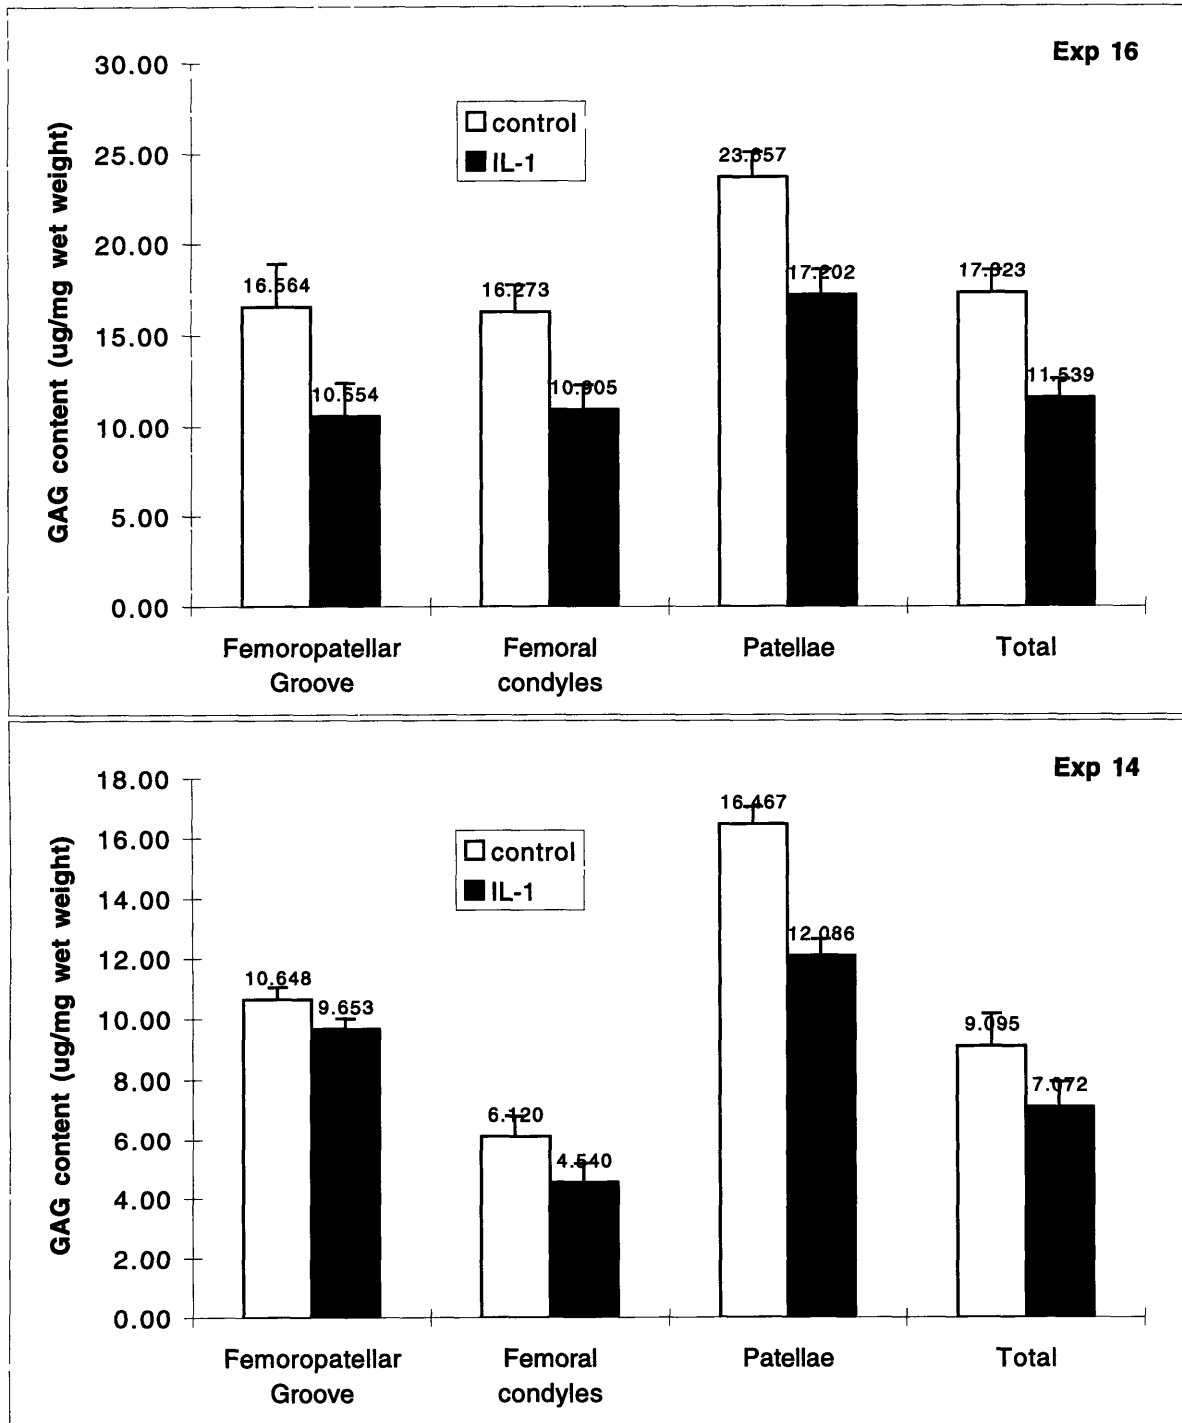 Exp 16
GAG content (ug/mg wet weight)
30.00
25.00
20.00
15.00
10.00
5.00
0.00
control
IL-1
16.564
10.554
16.273
10.905
17.202
11.539
Femoropatellar
Groove
Femoral
condyles
Patellae
Total
Exp 14
GAG content (ug/mg wet weight)
18.00
16.00
14.00
12.00
10.00
8.00
6.00
4.00
2.00
0.00
control
IL-1
10.648
9.653
6.120
4.540
16.467
12.086
9.095
7.072
Femoropatellar
Groove
Femoral
condyles
Patellae
Total